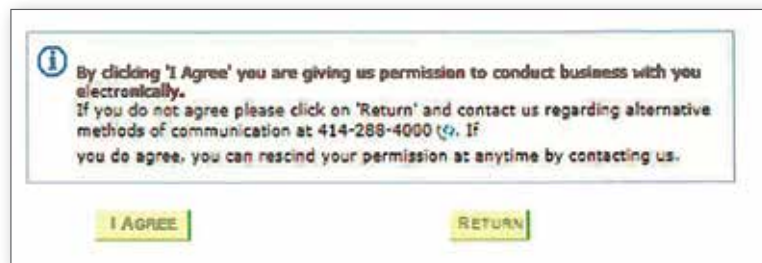 By clicking 'I Agree' you are giving us permission to conduct business with you
electronically.
If you do not agree please click on 'Return' and contact us regarding alternative
methods of communication at 414-288-4000. If
you do agree, you can rescind your permission at anytime by contacting us.
I AGREE RETURN